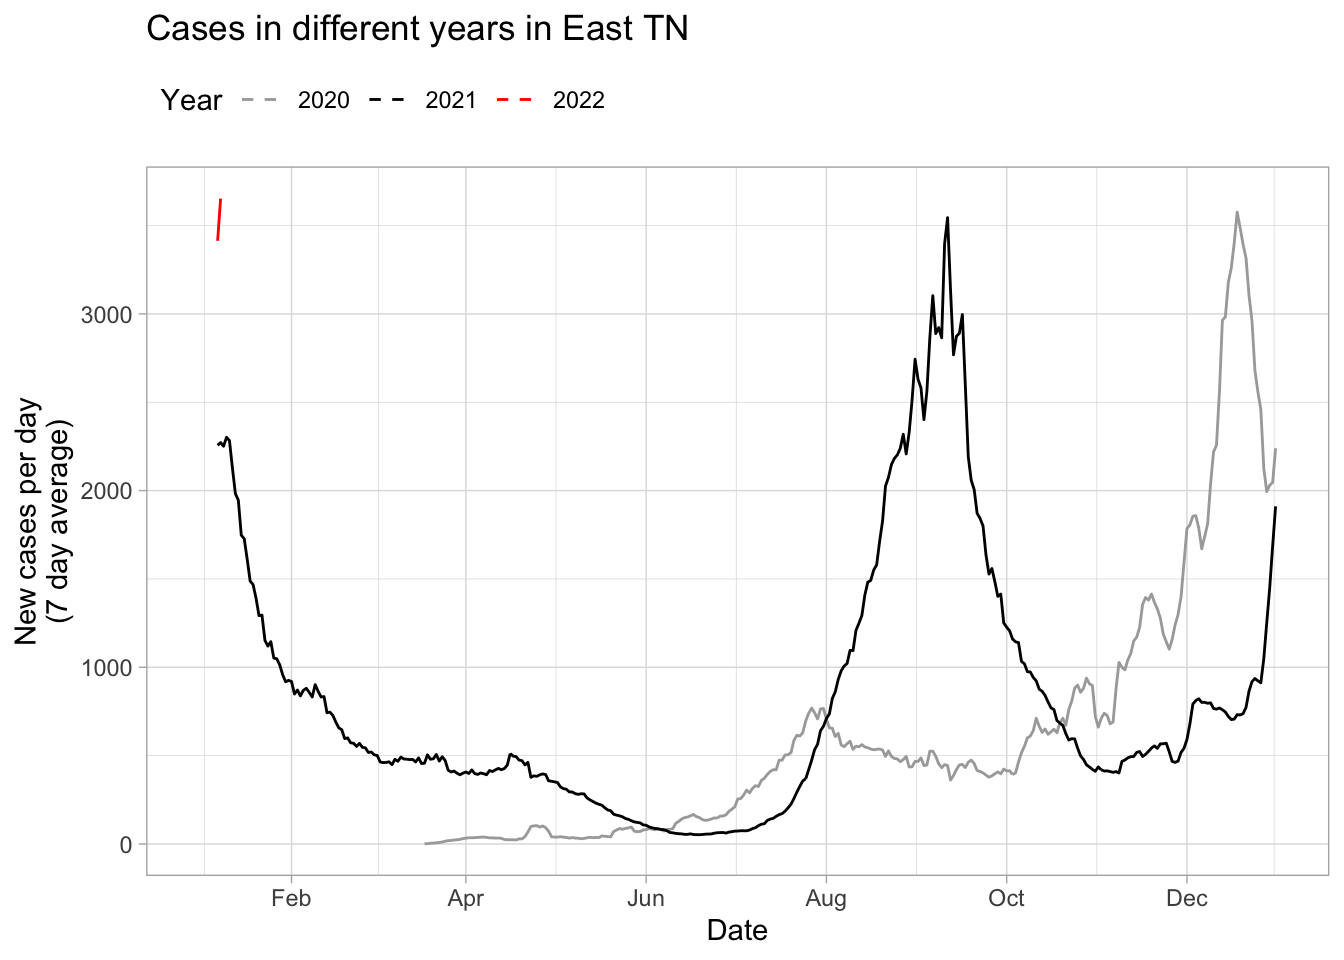 Cases in different years in East TN
Year 2020 2021 2022
New cases per day
(7 day average)
3000
2000
1000
0
Feb Apr Jun Aug Oct Dec
Date